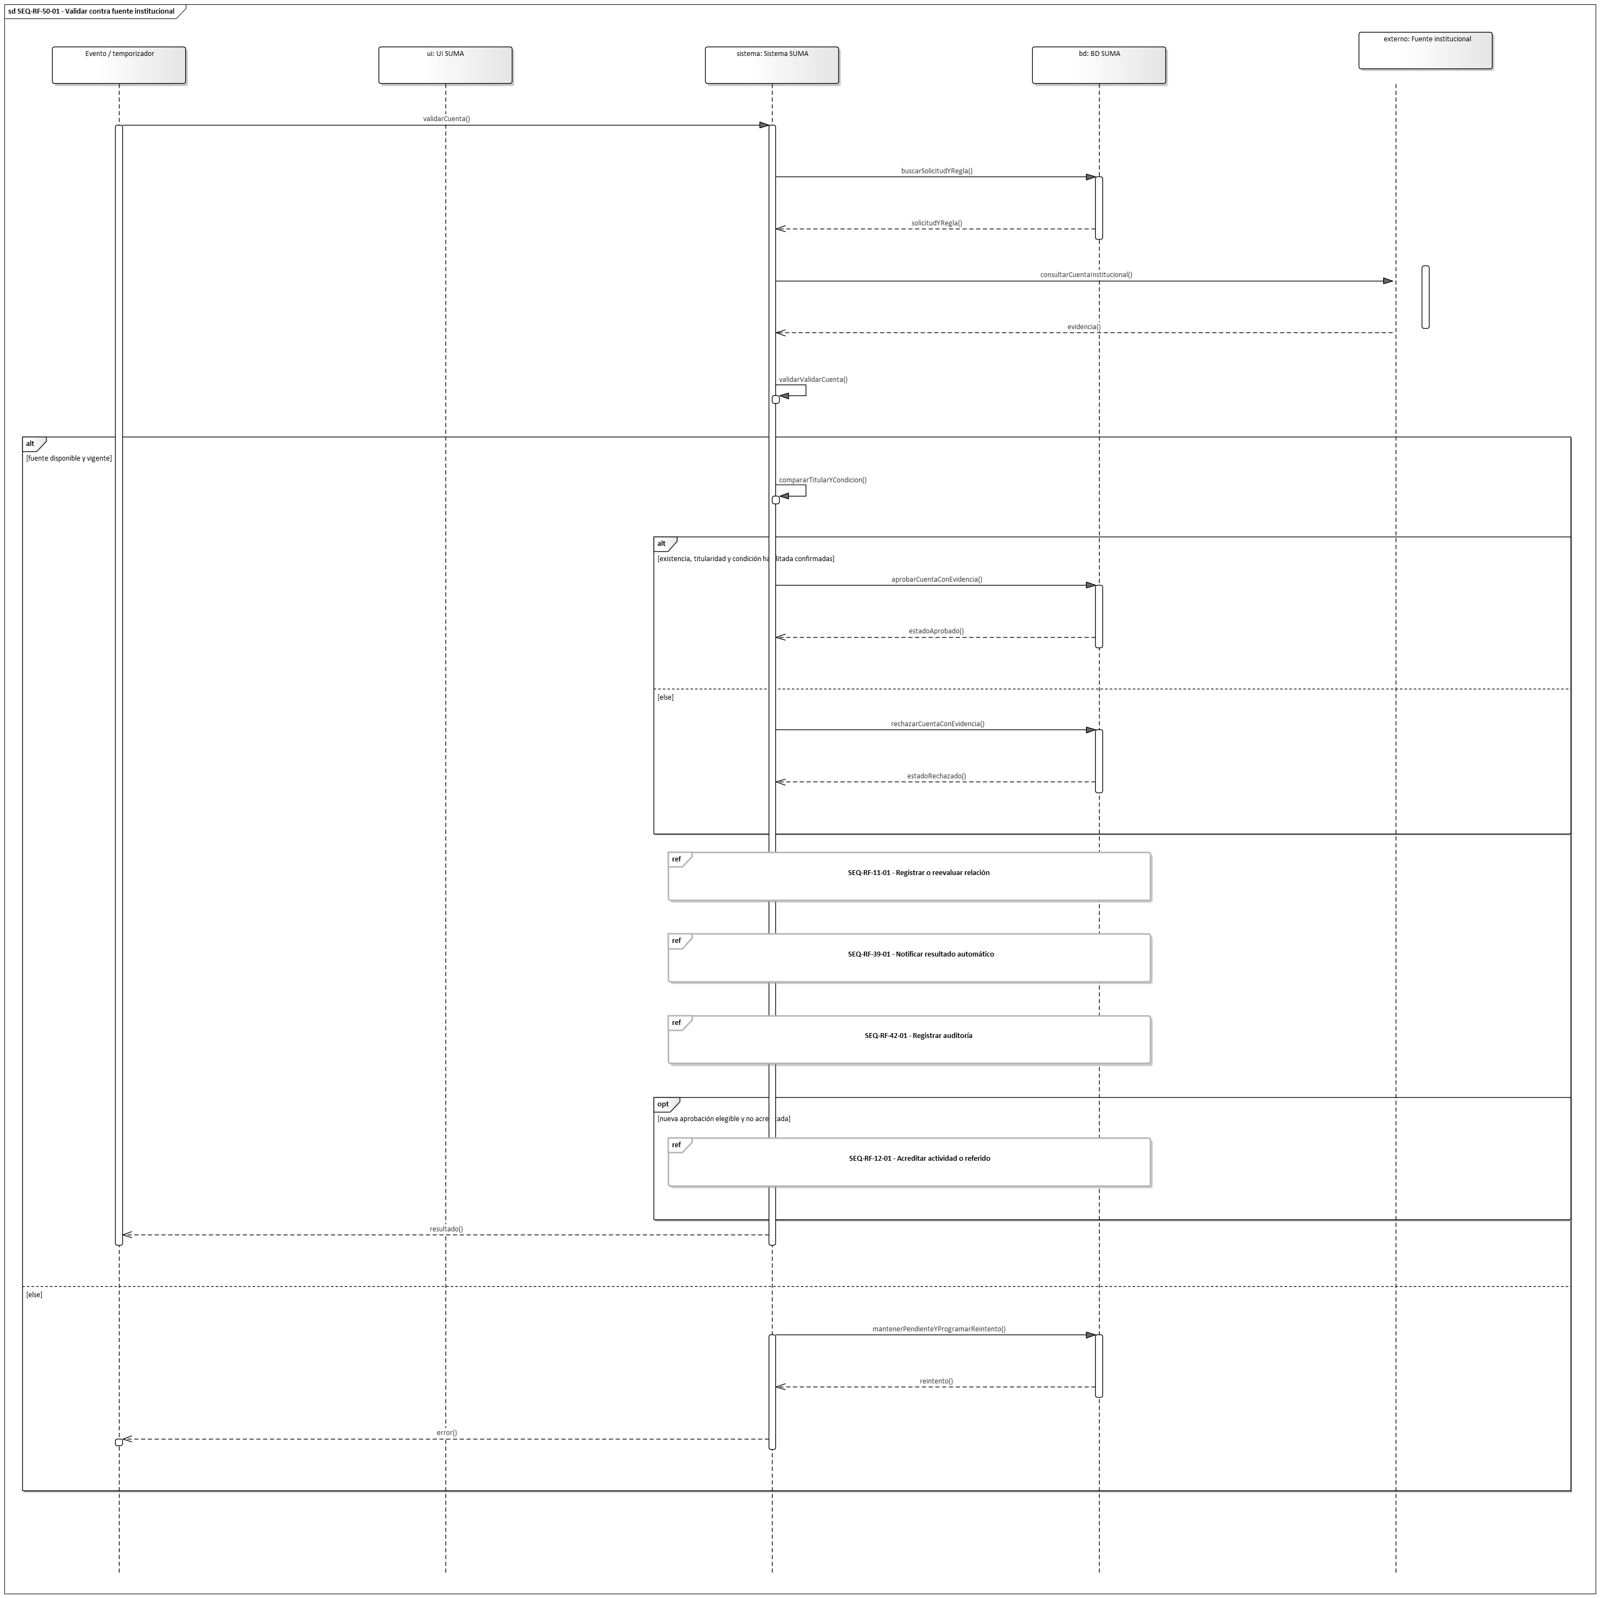 sd SEQ-RF-50-01 - Validar contra fuente institucional
Evento / temporizador
ui: UI SUMA
sistema: Sistema SUMA
bd: BD SUMA
externo: Fuente institucional
validarCuenta()
buscarSolicitudYRegla()
solicitudYRegla()
consultarCuentaInstitucional()
evidencia()
validarValidarCuenta()
alt
[fuente disponible y vigente]
compararTitularYCondicion()
alt
[existencia, titularidad y condición ha litada confirmadas]
aprobarCuentaConEvidencia()
estadoAprobado()
[else]
rechazarCuentaConEvidencia()
estadoRechazado()
ref
SEQ-RF-11-01 - Registrar o reevaluar relación
ref
SEQ-RF-39-01 - Notificar resultado automático
ref
SEQ-RF-42-01 - Registrar auditoría
opt
[nueva aprobación elegible y no acre tada]
ref
SEQ-RF-12-01 - Acreditar actividad o referido
resultado()
[else]
mantenerPendienteYProgramarReintento()
reintento()
error()